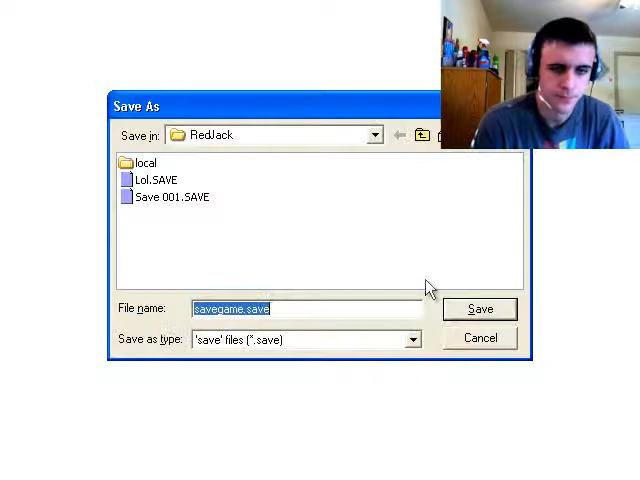 Save As
Save in: RedJack
local
Lol.SAVE
Save 001.SAVE
File name: savegame.save Save
Save as type: 'save' files (*.save) Cancel